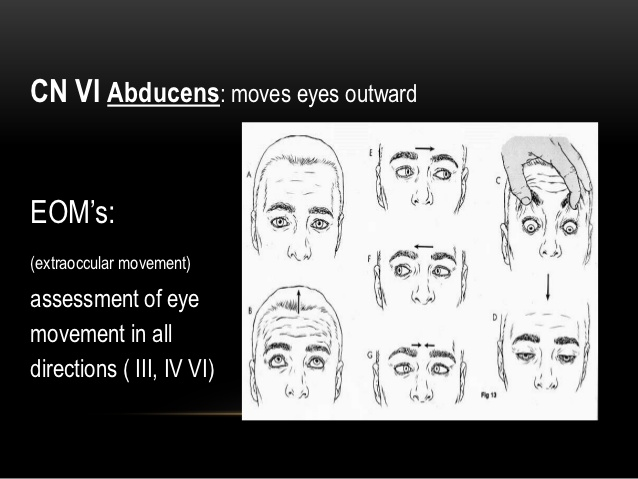 CN VI Abducens: moves eyes outward
EOM's:
(extraoccular movement)
assessment of eye
movement in all
directions ( III, IV VI)
A
E
C
F
B
D
G
Fig 13